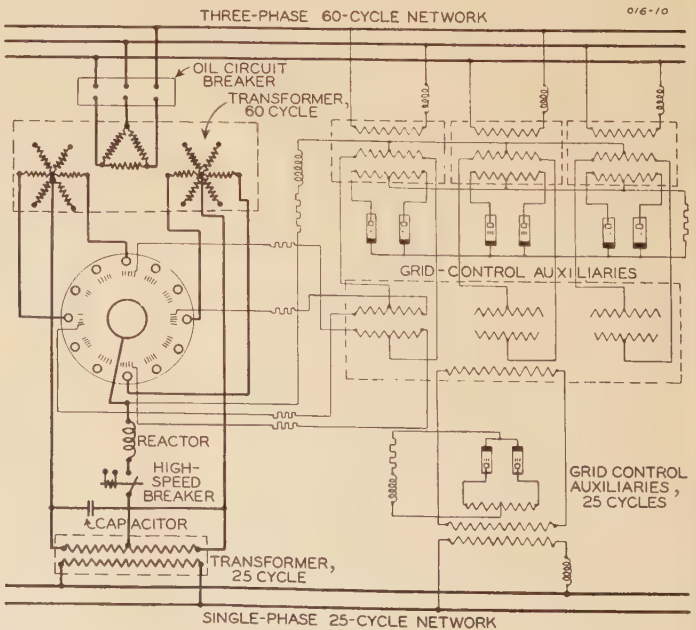 THREE-PHASE 60-CYCLE NETWORK
016-10
OIL CIRCUIT
BREAKER
TRANSFORMER,
60 CYCLE
GRID-CONTROL AUXILIARIES
REACTOR
HIGH-
SPEED
BREAKER
CAPACITOR
GRID CONTROL
AUXILIARIES,
25 CYCLES
TRANSFORMER,
25 CYCLE
SINGLE-PHASE 25-CYCLE NETWORK